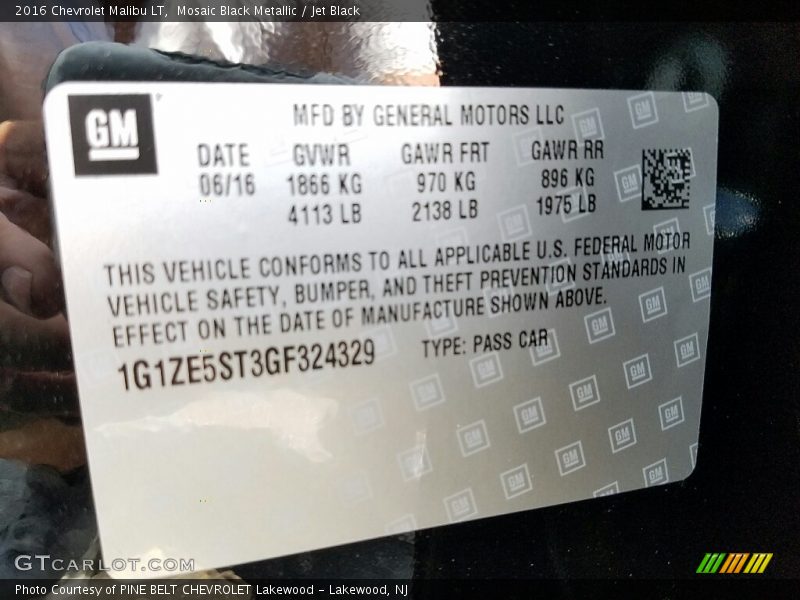 2016 Chevrolet Malibu LT,  Mosaic Black Metallic / Jet Black
GM
MFD BY GENERAL MOTORS LLC
DATE GVWR GAWR FRT GAWR RR
06/16 1866 KG 970 KG 896 KG
4113 LB 2138 LB 1975 LB
THIS VEHICLE CONFORMS TO ALL APPLICABLE U.S. FEDERAL MOTOR
VEHICLE SAFETY, BUMPER, AND THEFT PREVENTION STANDARDS IN
EFFECT ON THE DATE OF MANUFACTURE SHOWN ABOVE.
1G1ZE5ST3GF324329 TYPE: PASS CAR
GTCARLOT.COM
Photo Courtesy of PINE BELT CHEVROLET Lakewood - Lakewood, NJ